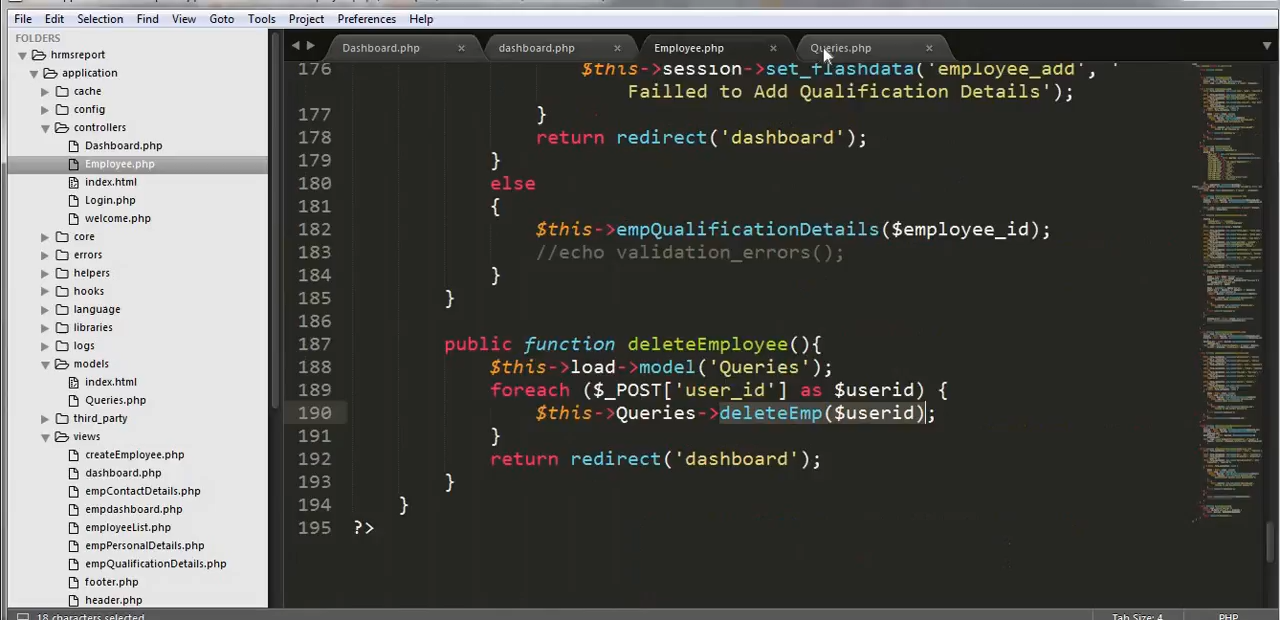 File Edit Selection Find View Goto Tools Project Preferences Help
FOLDERS
hrmsreport
application
cache
config
controllers
Dashboard.php
Employee.php
index.html
Login.php
welcome.php
core
errors
helpers
hooks
language
libraries
logs
models
index.html
Queries.php
third_party
views
createEmployee.php
dashboard.php
empContactDetails.php
empdashboard.php
employeeList.php
empPersonalDetails.php
empQualificationDetails.php
footer.php
header.php
Dashboard.php dashboard.php Employee.php Queries.php
176 $this->session->set_flashdata('employee_add', '
Failled to Add Qualification Details');
177 }
178 return redirect('dashboard');
179 }
180 else
181 {
182 $this->empQualificationDetails($employee_id);
183 //echo validation_errors();
184 }
185 }
186
187 public function deleteEmployee(){
188 $this->load->model('Queries');
189 foreach ($_POST['user_id'] as $userid) {
190 $this->Queries->deleteEmp($userid);
191 }
192 return redirect('dashboard');
193 }
194 }
195 ?>
18 characters selected Tab Size: 4 PHP